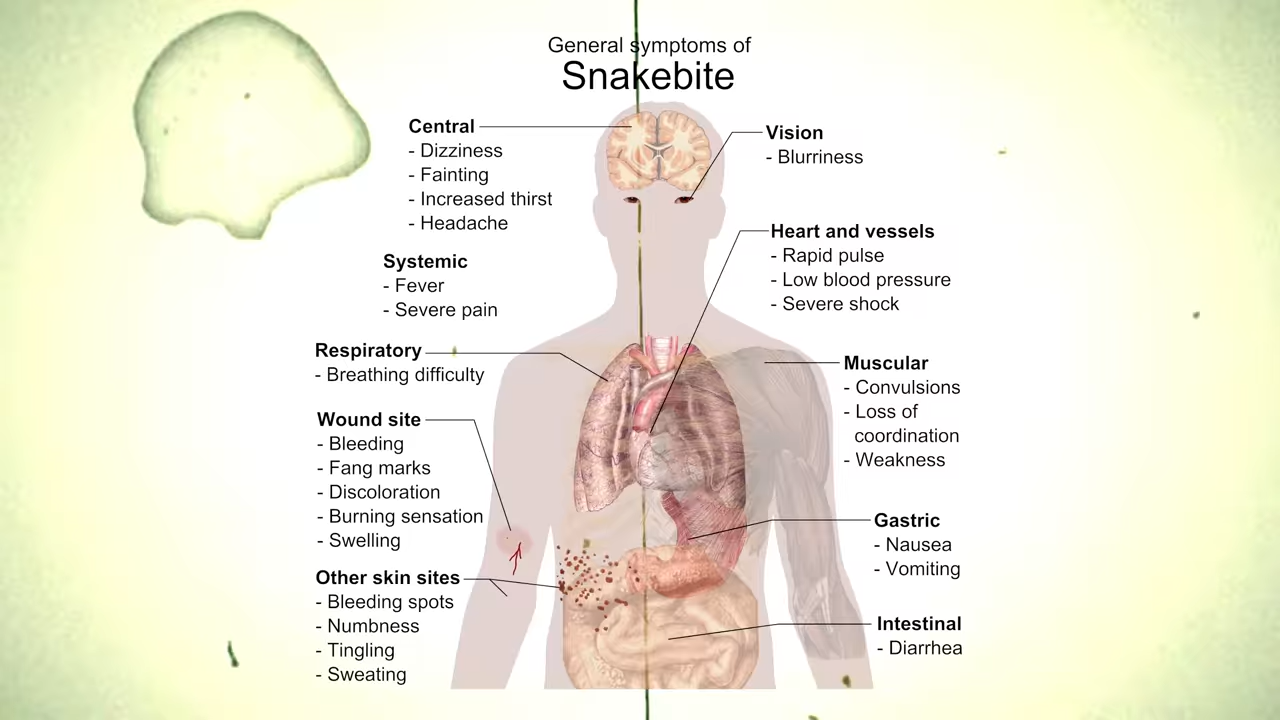 General symptoms of
Snakebite
Central
- Dizziness
- Fainting
- Increased thirst
- Headache
Systemic
- Fever
- Severe pain
Respiratory
- Breathing difficulty
Wound site
- Bleeding
- Fang marks
- Discoloration
- Burning sensation
- Swelling
Other skin sites
- Bleeding spots
- Numbness
- Tingling
- Sweating
Vision
- Blurriness
Heart and vessels
- Rapid pulse
- Low blood pressure
- Severe shock
Muscular
- Convulsions
- Loss of
coordination
- Weakness
Gastric
- Nausea
- Vomiting
Intestinal
- Diarrhea